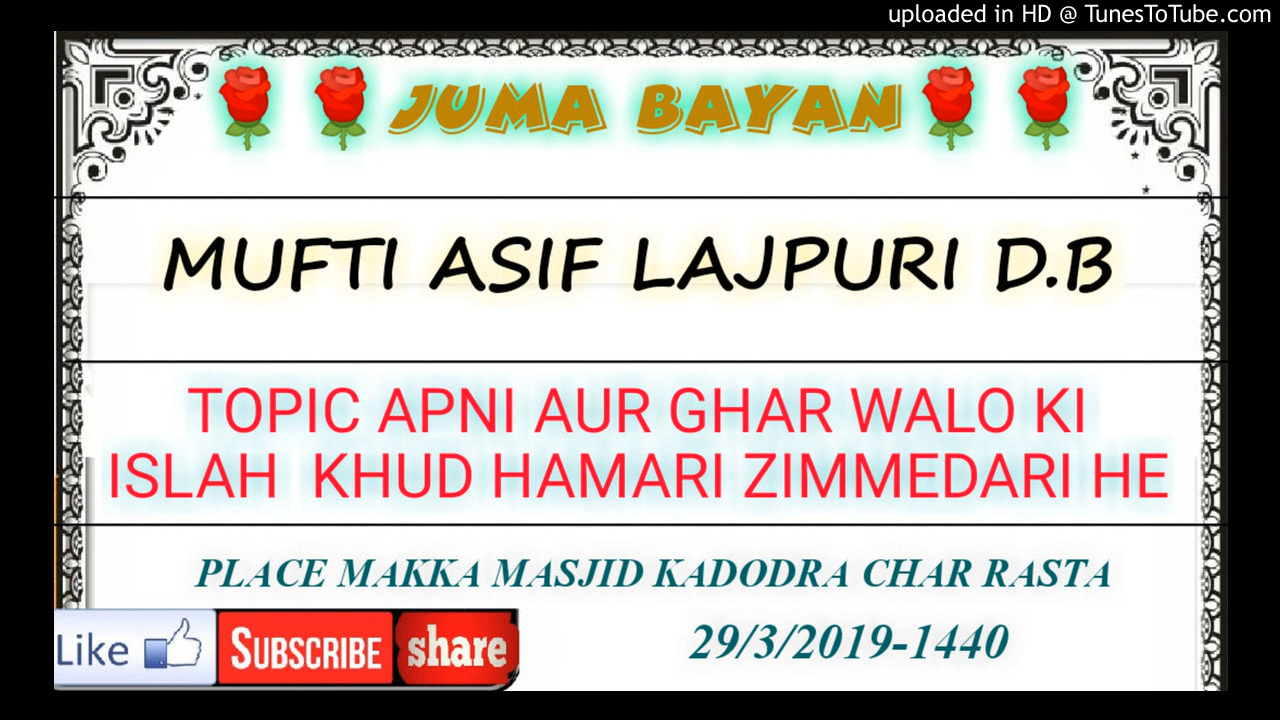 uploaded in HD @ TunesToTube.com
JUMA BAYAN
MUFTI ASIF LAJPURI D.B
TOPIC APNI AUR GHAR WALO KI
ISLAH KHUD HAMARI ZIMMEDARI HE
PLACE MAKKA MASJID KADODRA CHAR RASTA
Like SUBSCRIBE share
29/3/2019-1440